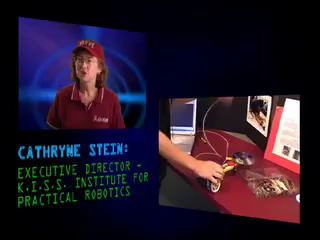 CATHRYNE STEIN:
EXECUTIVE DIRECTOR -
K.I.S.S. INSTITUTE FOR
PRACTICAL ROBOTICS